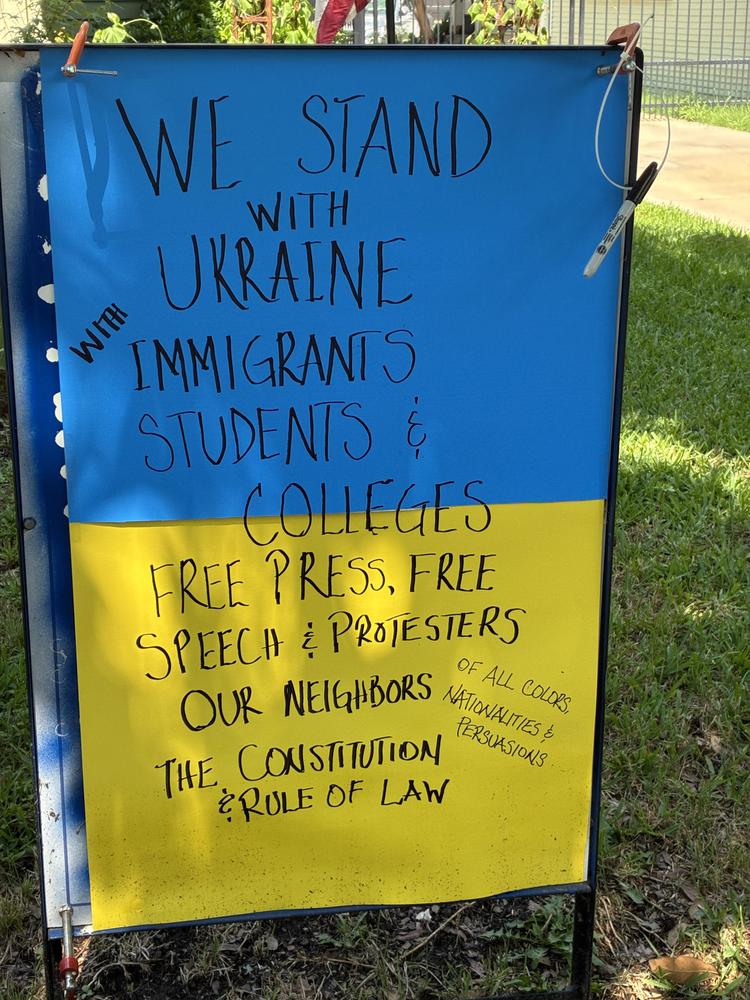 WE STAND
WITH
UKRAINE
WITH
IMMIGRANTS
STUDENTS &
COLLEGES
FREE PRESS, FREE
SPEECH & PROTESTERS
OUR NEIGHBORS
OF ALL COLORS,
NATIONALITIES &
PERSUASIONS
THE CONSTITUTION
& RULE OF LAW